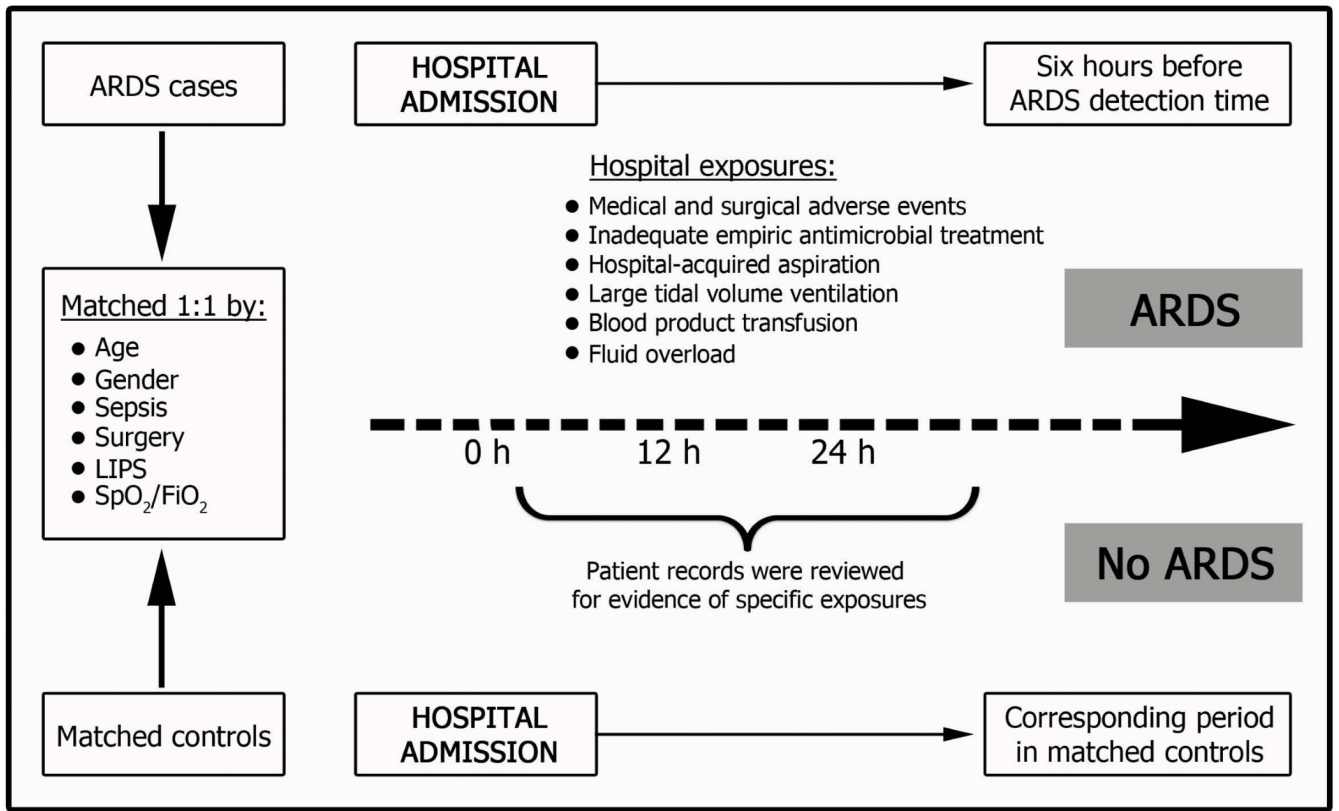 ARDS cases
HOSPITAL
ADMISSION
Six hours before
ARDS detection time
Hospital exposures:
● Medical and surgical adverse events
● Inadequate empiric antimicrobial treatment
● Hospital-acquired aspiration
● Large tidal volume ventilation
● Blood product transfusion
● Fluid overload
Matched 1:1 by:
● Age
● Gender
● Sepsis
● Surgery
● LIPS
● SpO₂/FiO₂
ARDS
0 h 12 h 24 h
Patient records were reviewed
for evidence of specific exposures
No ARDS
Matched controls
HOSPITAL
ADMISSION
Corresponding period
in matched controls